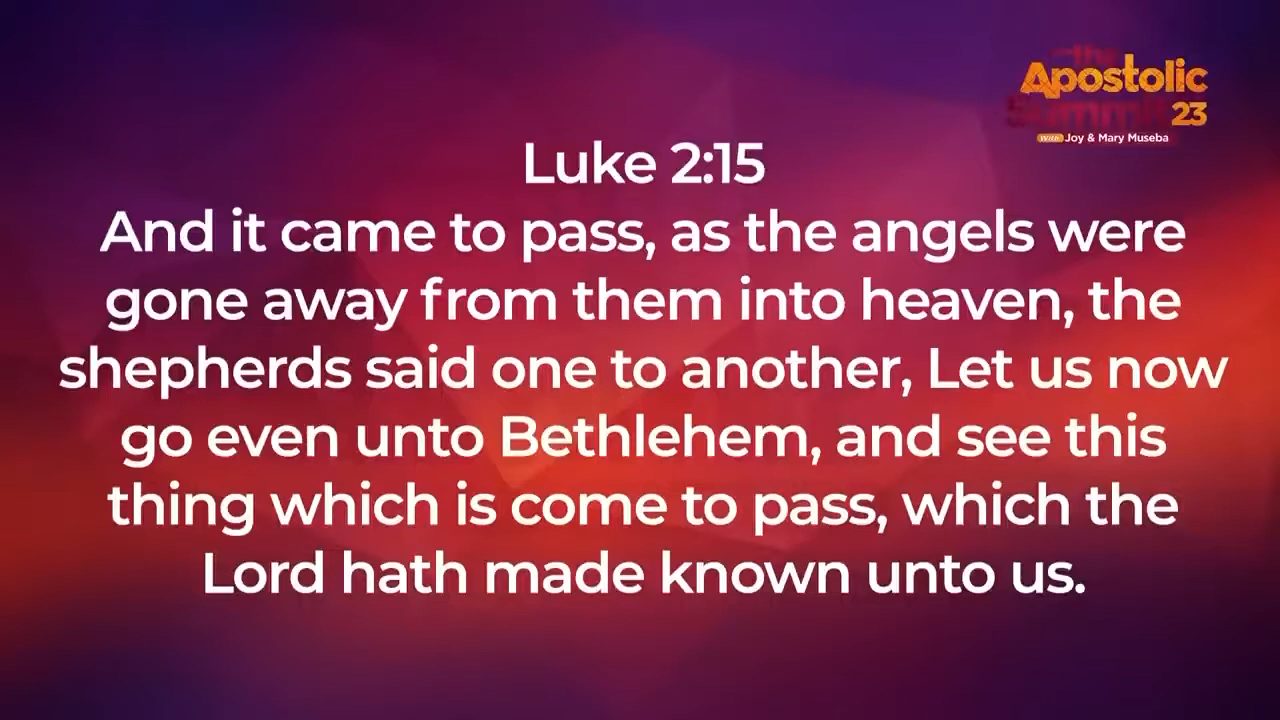 the
Apostolic
Summit 23
With Joy & Mary Museba
Luke 2:15
And it came to pass, as the angels were
gone away from them into heaven, the
shepherds said one to another, Let us now
go even unto Bethlehem, and see this
thing which is come to pass, which the
Lord hath made known unto us.